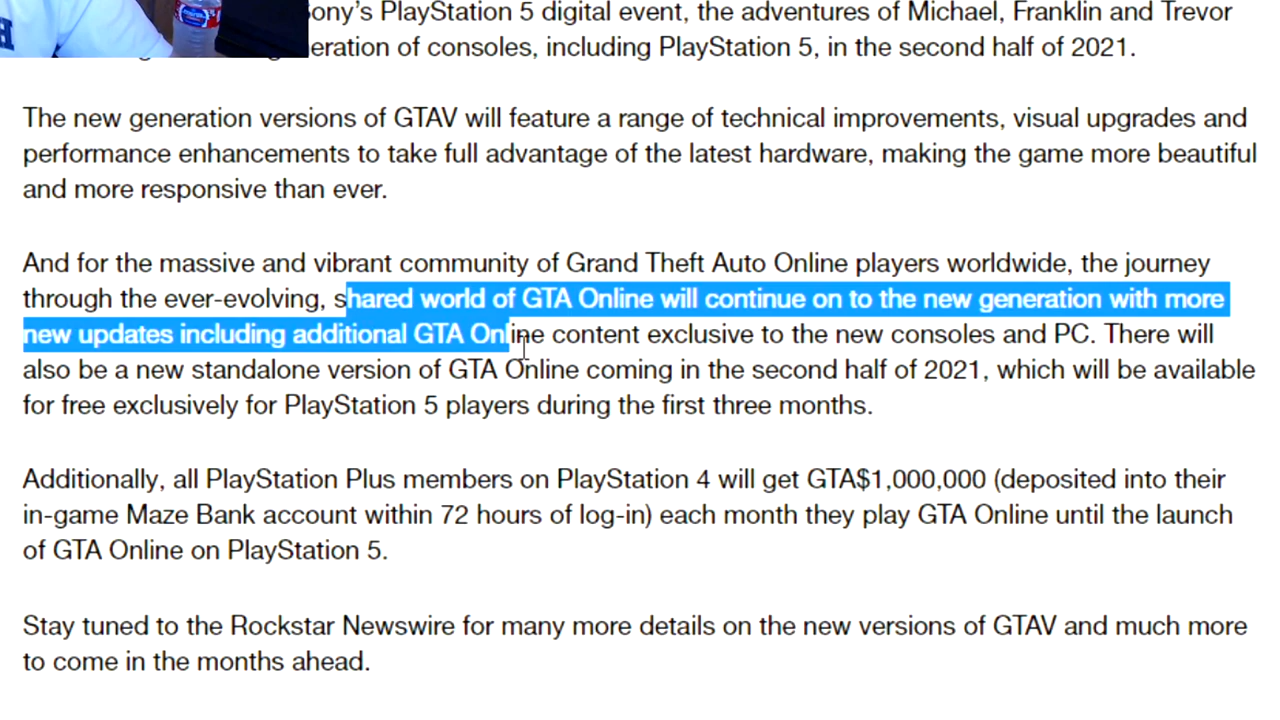 Sony's PlayStation 5 digital event, the adventures of Michael, Franklin and Trevor
eration of consoles, including PlayStation 5, in the second half of 2021.
The new generation versions of GTAV will feature a range of technical improvements, visual upgrades and
performance enhancements to take full advantage of the latest hardware, making the game more beautiful
and more responsive than ever.
And for the massive and vibrant community of Grand Theft Auto Online players worldwide, the journey
through the ever-evolving, shared world of GTA Online will continue on to the new generation with more
new updates including additional GTA Online content exclusive to the new consoles and PC. There will
also be a new standalone version of GTA Online coming in the second half of 2021, which will be available
for free exclusively for PlayStation 5 players during the first three months.
Additionally, all PlayStation Plus members on PlayStation 4 will get GTA$1,000,000 (deposited into their
in-game Maze Bank account within 72 hours of log-in) each month they play GTA Online until the launch
of GTA Online on PlayStation 5.
Stay tuned to the Rockstar Newswire for many more details on the new versions of GTAV and much more
to come in the months ahead.